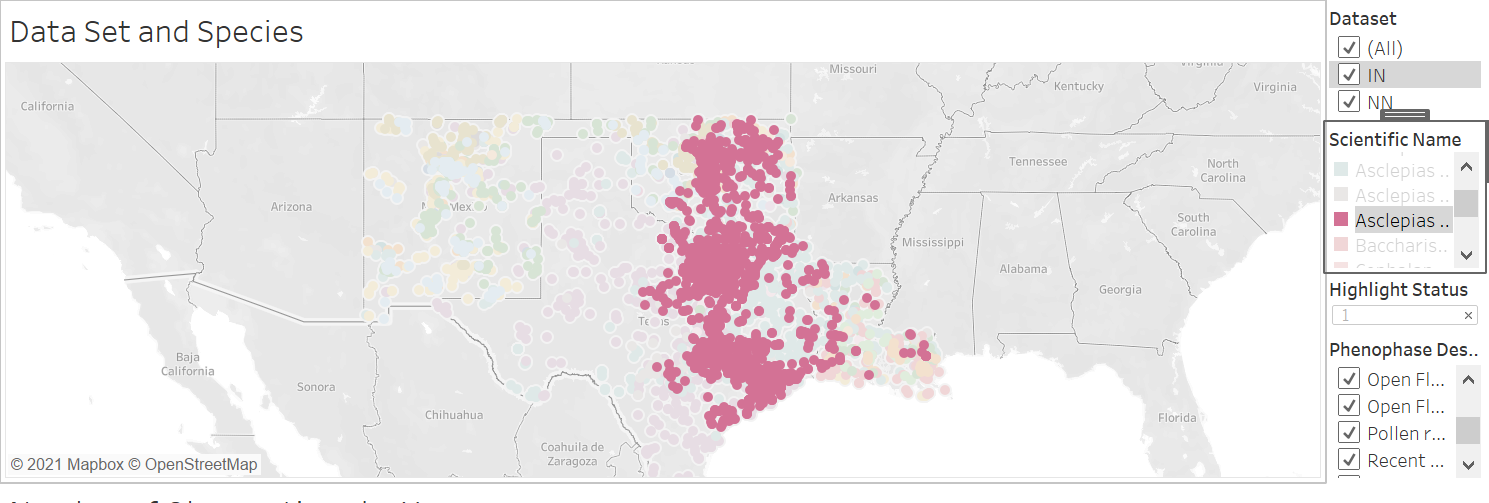 Data Set and Species
Dataset
(All)
IN
NN
Scientific Name
Asclepias ..
Asclepias ..
Asclepias ..
Baccharis..
Highlight Status
1
Phenophase Des..
Open Fl...
Open Fl...
Pollen r...
Recent ...
California
Arizona
Missouri
Kentucky
Virginia
Virginia
Tennessee
North
Carolina
Arkansas
South
Carolina
Mississippi
Alabama
Georgia
Texas
Baja
California
Sonora
Chihuahua
Coahuila de
Zaragoza
Florida
© 2021 Mapbox © OpenStreetMap